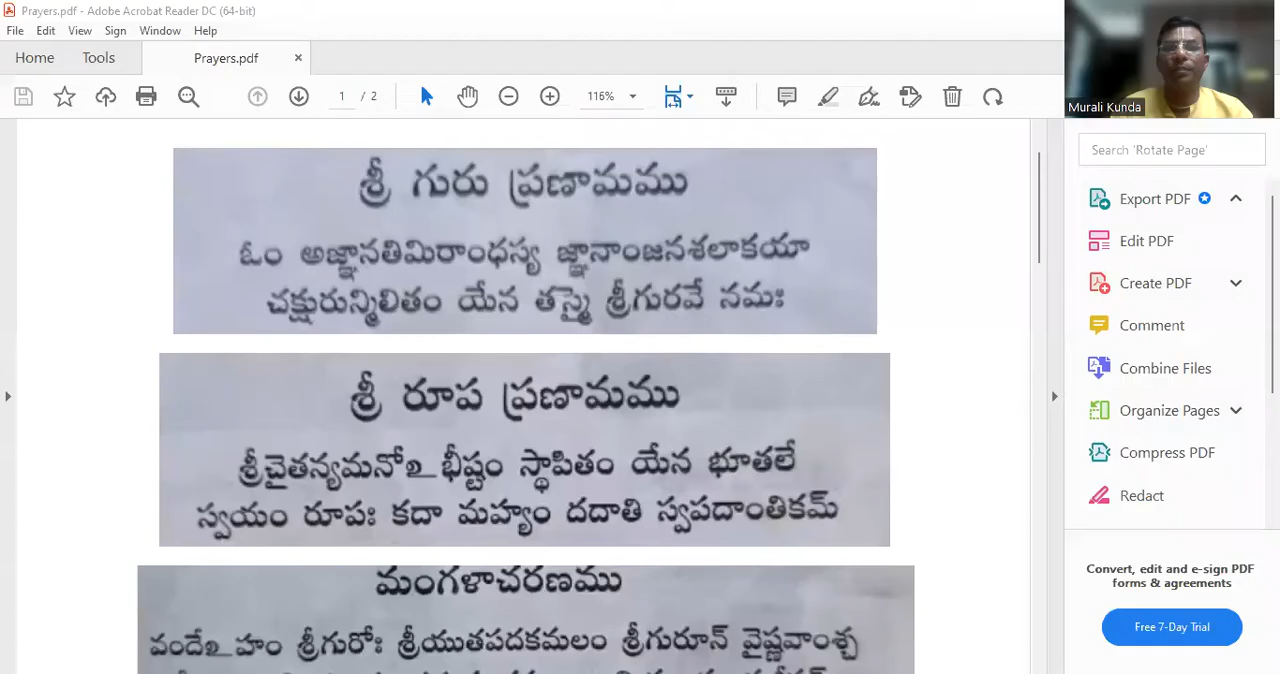 Prayers.pdf - Adobe Acrobat Reader DC (64-bit)
File Edit View Sign Window Help
Home Tools Prayers.pdf ×
1 / 2 116%
Murali Kunda
Search 'Rotate Page'
Export PDF
Edit PDF
Create PDF
Comment
Combine Files
Organize Pages
Compress PDF
Redact
Convert, edit and e-sign PDF
forms & agreements
Free 7-Day Trial
శ్రీ గురు ప్రణామము
ఓం అజ్ఞానతిమిరాంధస్య జ్ఞానాంజనశలాకయా
చక్షురున్మిలితం యేన తస్మై శ్రీగురవే నమః
శ్రీ రూప ప్రణామము
శ్రీచైతన్యమనోఽభీష్టం స్థాపితం యేన భూతలే
స్వయం రూపః కదా మహ్యం దదాతి స్వపదాంతికమ్
మంగళాచరణము
వందేఽహం శ్రీగురోః శ్రీయుతపదకమలం శ్రీగురూన్ వైష్ణవాంశ్చ